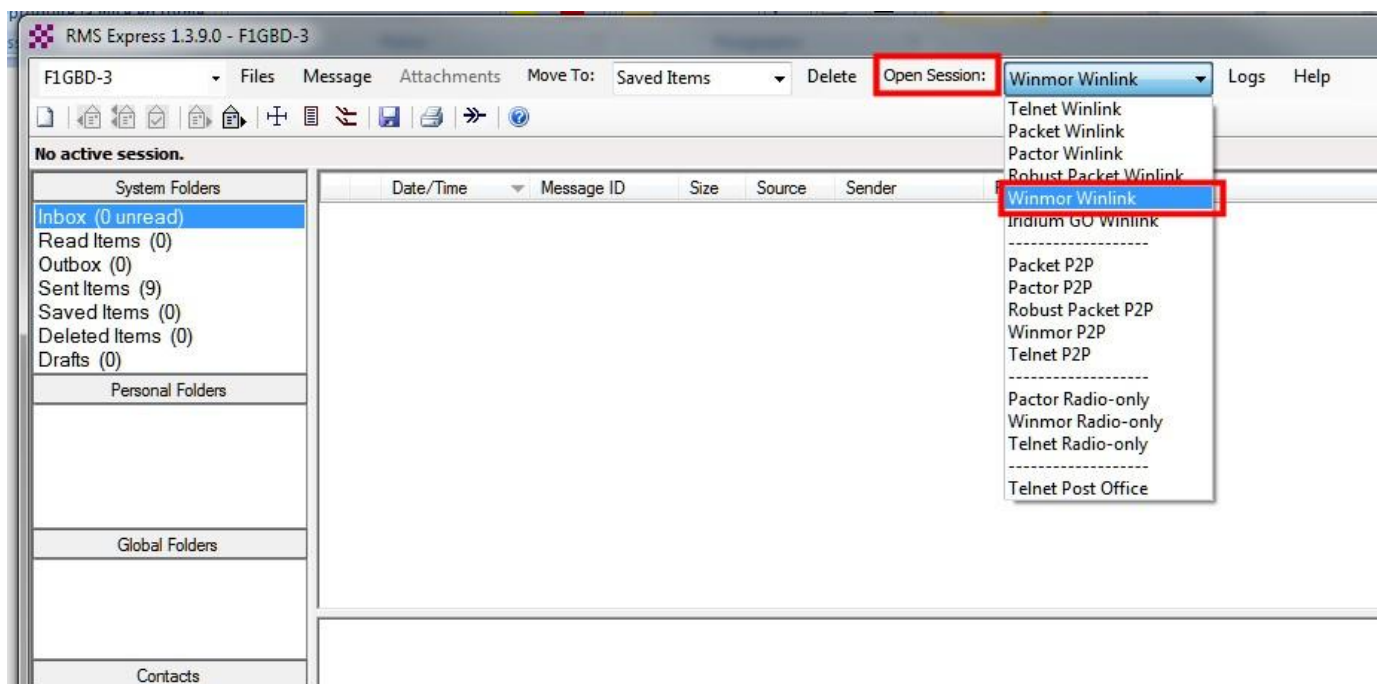 RMS Express 1.3.9.0 - F1GBD-3
F1GBD-3 Files Message Attachments Move To: Saved Items Delete Open Session: Winmor Winlink Logs Help
No active session.
System Folders
Inbox (0 unread)
Read Items (0)
Outbox (0)
Sent Items (9)
Saved Items (0)
Deleted Items (0)
Drafts (0)
Personal Folders
Global Folders
Contacts
Date/Time Message ID Size Source Sender
Telnet Winlink
Packet Winlink
Pactor Winlink
Robust Packet Winlink
Winmor Winlink
Iridium GO Winlink
-------------------
Packet P2P
Pactor P2P
Robust Packet P2P
Winmor P2P
Telnet P2P
-------------------
Pactor Radio-only
Winmor Radio-only
Telnet Radio-only
-------------------
Telnet Post Office